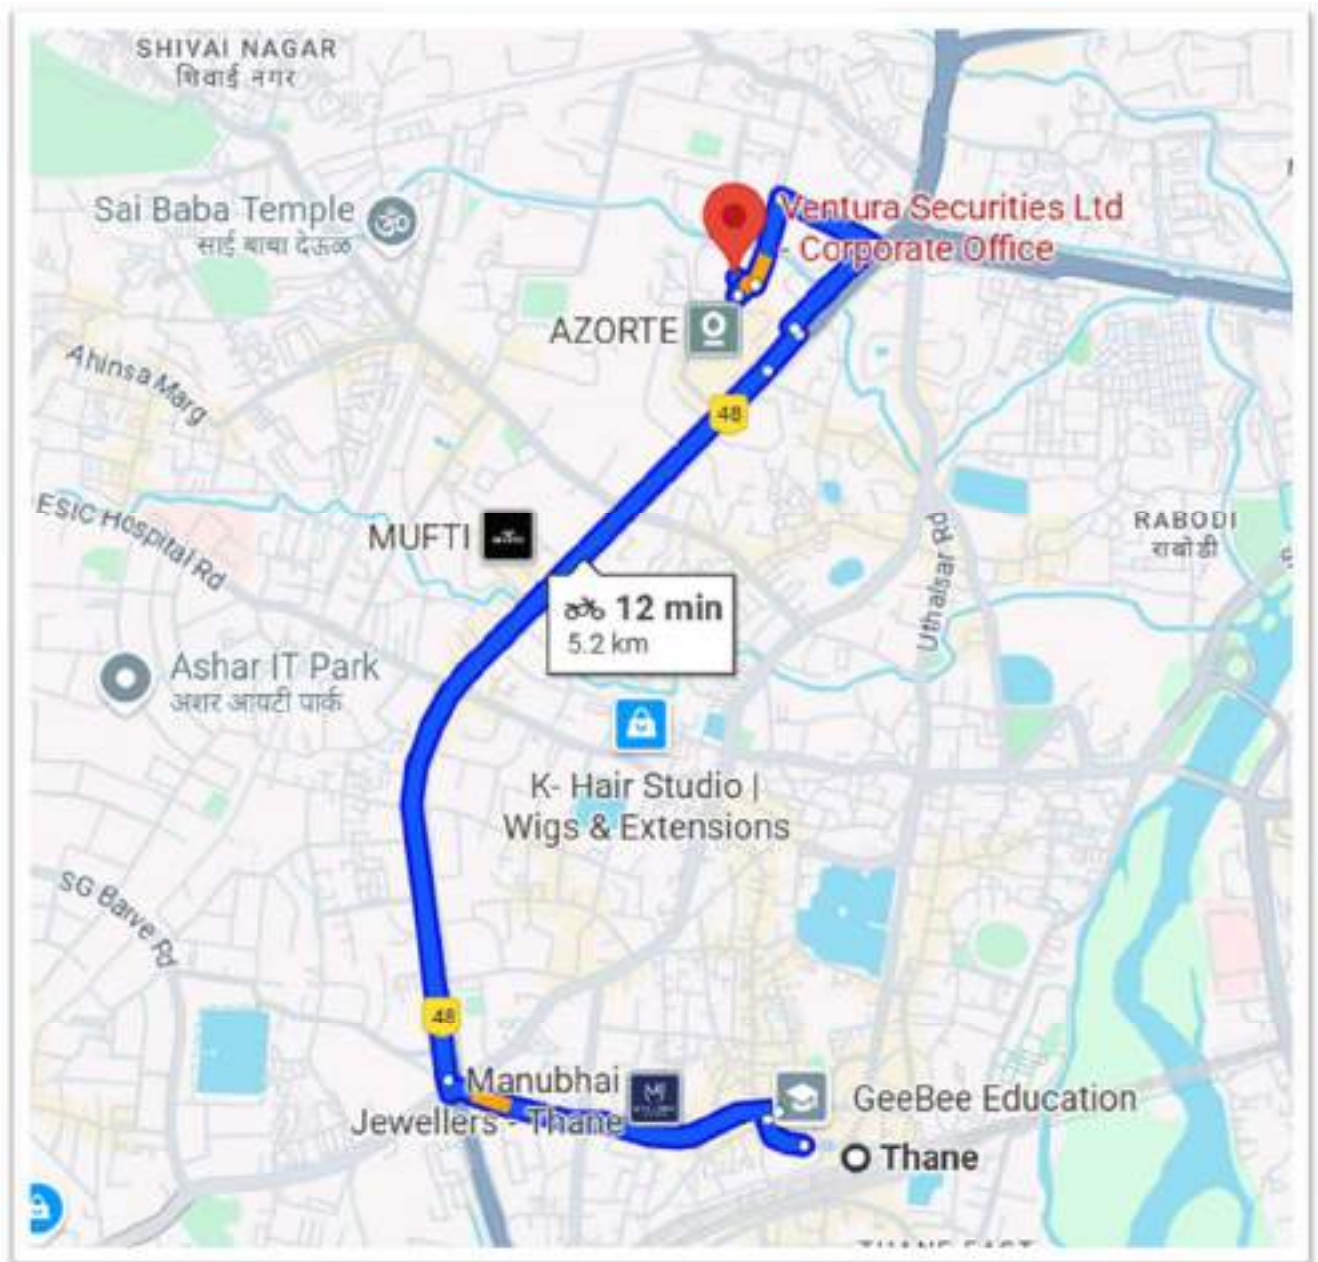 SHIVAI NAGAR
शिवाई नगर
Sai Baba Temple
साई बाबा देऊळ
Ventura Securities Ltd
- Corporate Office
AZORTE
Ahinsa Marg
48
ESIC Hospital Rd
MUFTI
RABODI
राबोडी
Uthalsar Rd
12 min
5.2 km
Ashar IT Park
अशर आयटी पार्क
K- Hair Studio |
Wigs & Extensions
SG Barve Rd
48
Manubhai
Jewellers - Thane
GeeBee Education
Thane